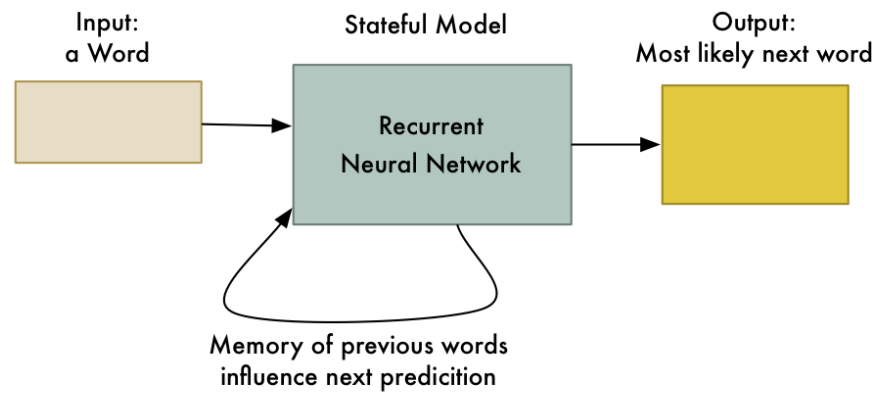 Input:
a Word
Stateful Model
Output:
Most likely next word
Recurrent
Neural Network
Memory of previous words
influence next predicition